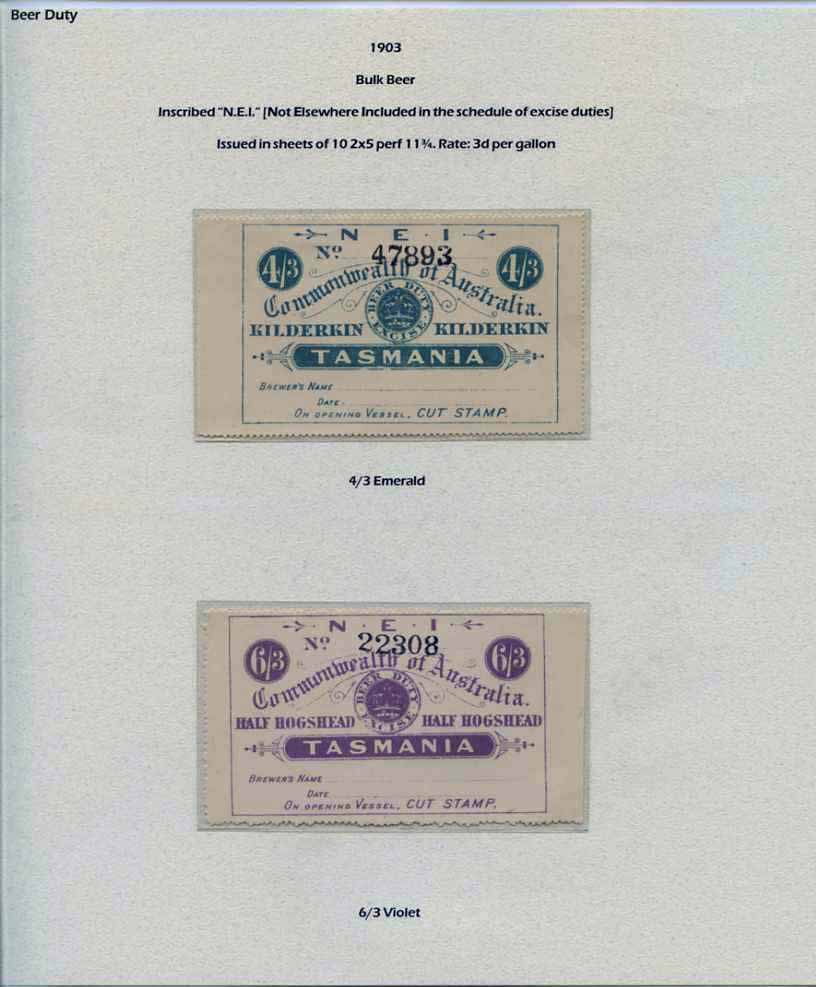 Beer Duty
1903
Bulk Beer
Inscribed "N.E.I." [Not Elsewhere Included in the schedule of excise duties]
Issued in sheets of 10 2x5 perf 11¾. Rate: 3d per gallon
N · E · I
Nº 47893
4/3 4/3
Commonwealth of Australia.
BEER DUTY EXCISE
KILDERKIN KILDERKIN
TASMANIA
BREWER'S NAME
DATE
ON OPENING VESSEL, CUT STAMP.
4/3 Emerald
N · E · I
Nº 22308
6/3 6/3
Commonwealth of Australia.
BEER DUTY EXCISE
HALF HOGSHEAD HALF HOGSHEAD
TASMANIA
BREWER'S NAME
DATE
ON OPENING VESSEL, CUT STAMP.
6/3 Violet